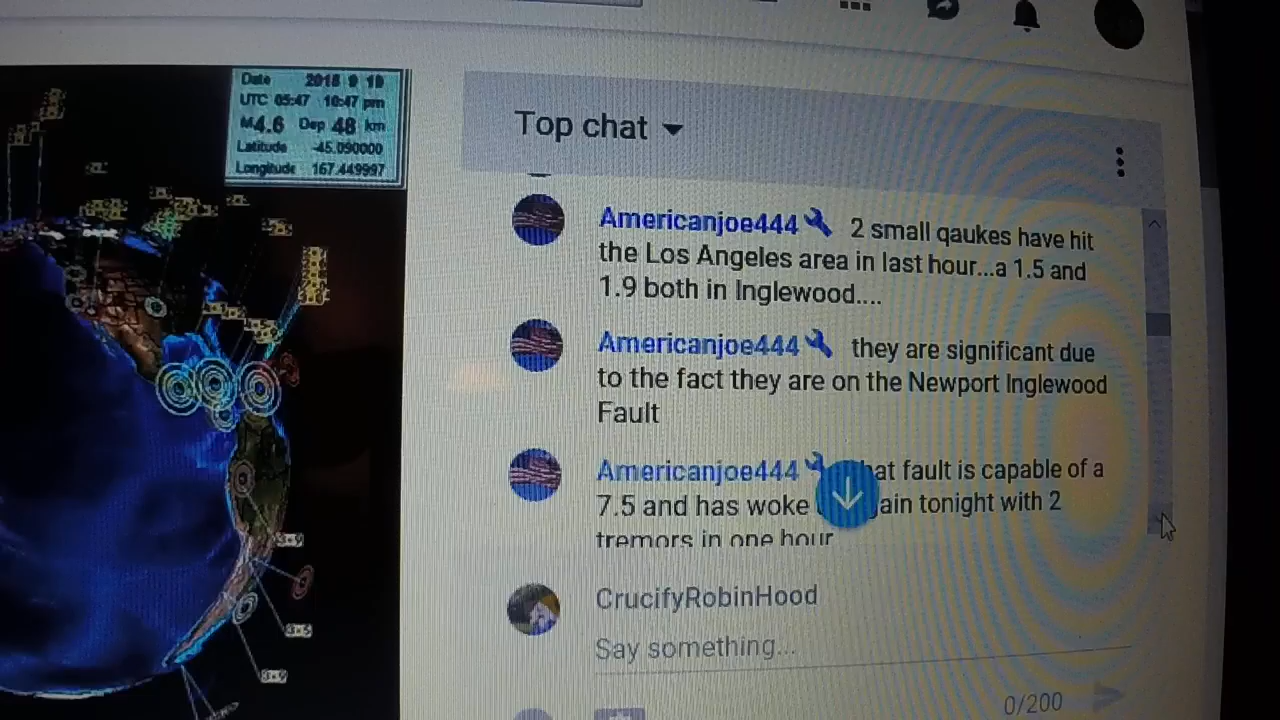 Date 2018 9 19
UTC 05:47 10:47 pm
M4.6 Dep 48 km
Latitude -45.090000
Longitude 167.449997
Top chat
Americanjoe444 2 small qaukes have hit
the Los Angeles area in last hour...a 1.5 and
1.9 both in Inglewood....
Americanjoe444 they are significant due
to the fact they are on the Newport Inglewood
Fault
Americanjoe444 hat fault is capable of a
7.5 and has woke ain tonight with 2
tremors in one hour
CrucifyRobinHood
Say something...
0/200